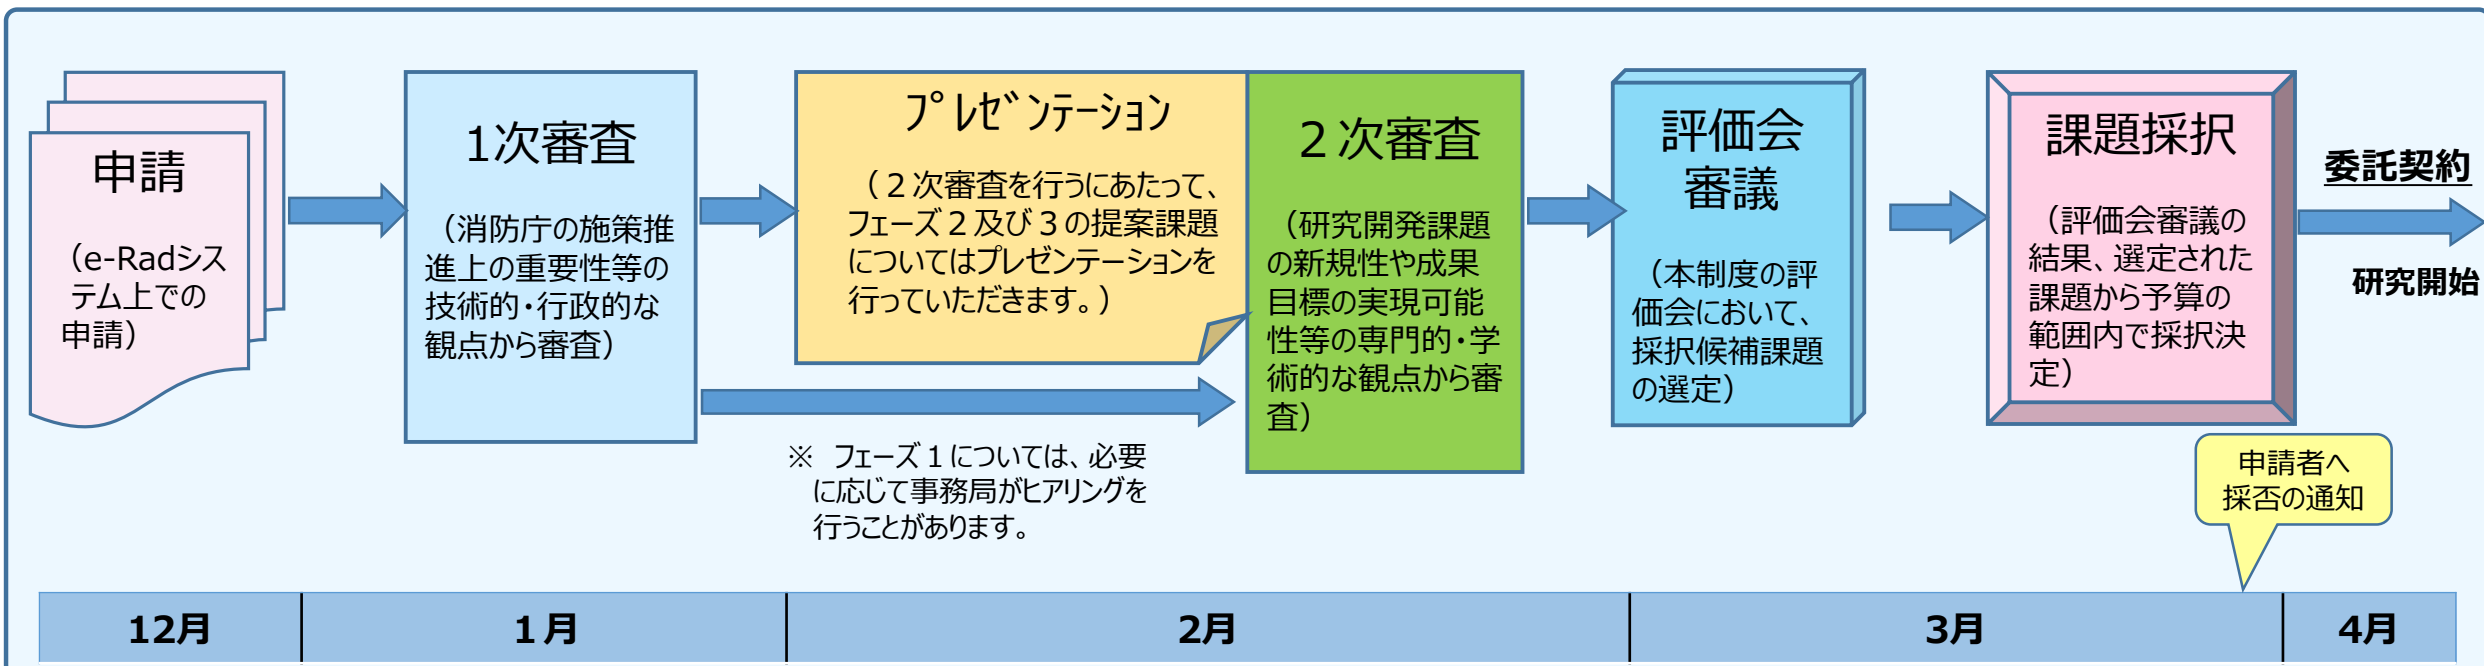 申請
（e-Radシス
テム上での
申請）
1次審査
（消防庁の施策推
進上の重要性等の
技術的・行政的な
観点から審査）
ﾌﾟﾚｾﾞﾝﾃｰｼｮﾝ
（２次審査を行うにあたって、
フェーズ２及び３の提案課題
についてはプレゼンテーションを
行っていただきます。）
※　フェーズ１については、必要
に応じて事務局がヒアリングを
行うことがあります。
２次審査
（研究開発課題
の新規性や成果
目標の実現可能
性等の専門的・学
術的な観点から審
査）
評価会
審議
（本制度の評
価会において、
採択候補課題
の選定）
課題採択
（評価会審議の
結果、選定された
課題から予算の
範囲内で採択決
定）
委託契約
研究開始
申請者へ
採否の通知
12月
１月
2月
3月
4月